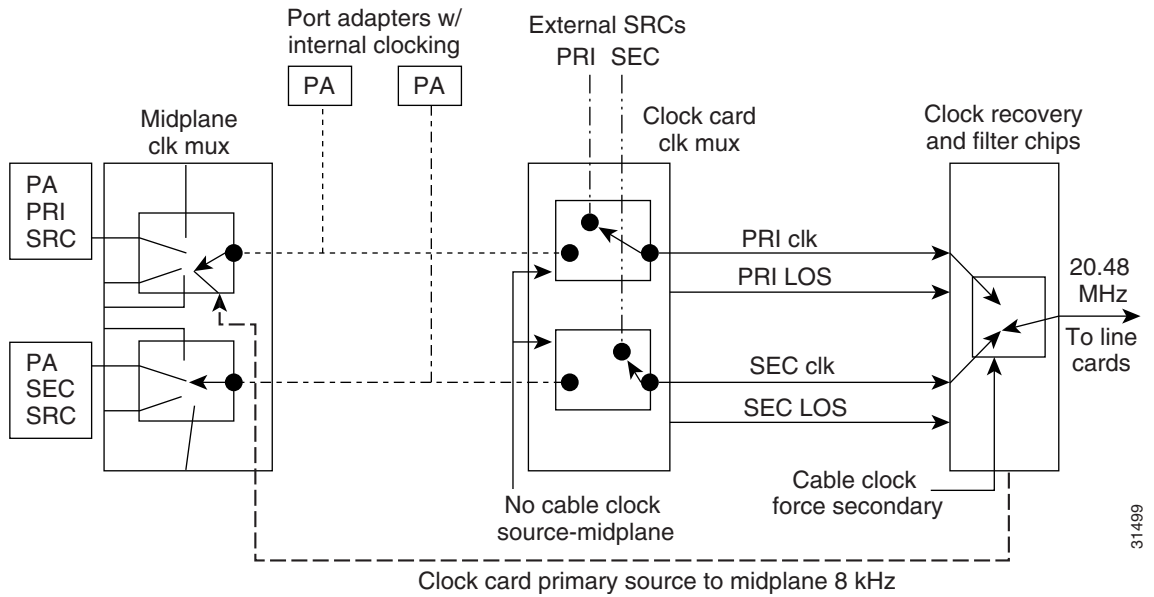 Port adapters w/
internal clocking
External SRCs
PRI SEC
PA
PA
Midplane
clk mux
Clock card
clk mux
Clock recovery
and filter chips
PA
PRI
SRC
PRI clk
PRI LOS
20.48
MHz
To line
cards
PA
SEC
SRC
SEC clk
SEC LOS
Cable clock
force secondary
No cable clock
source-midplane
Clock card primary source to midplane 8 kHz
31499